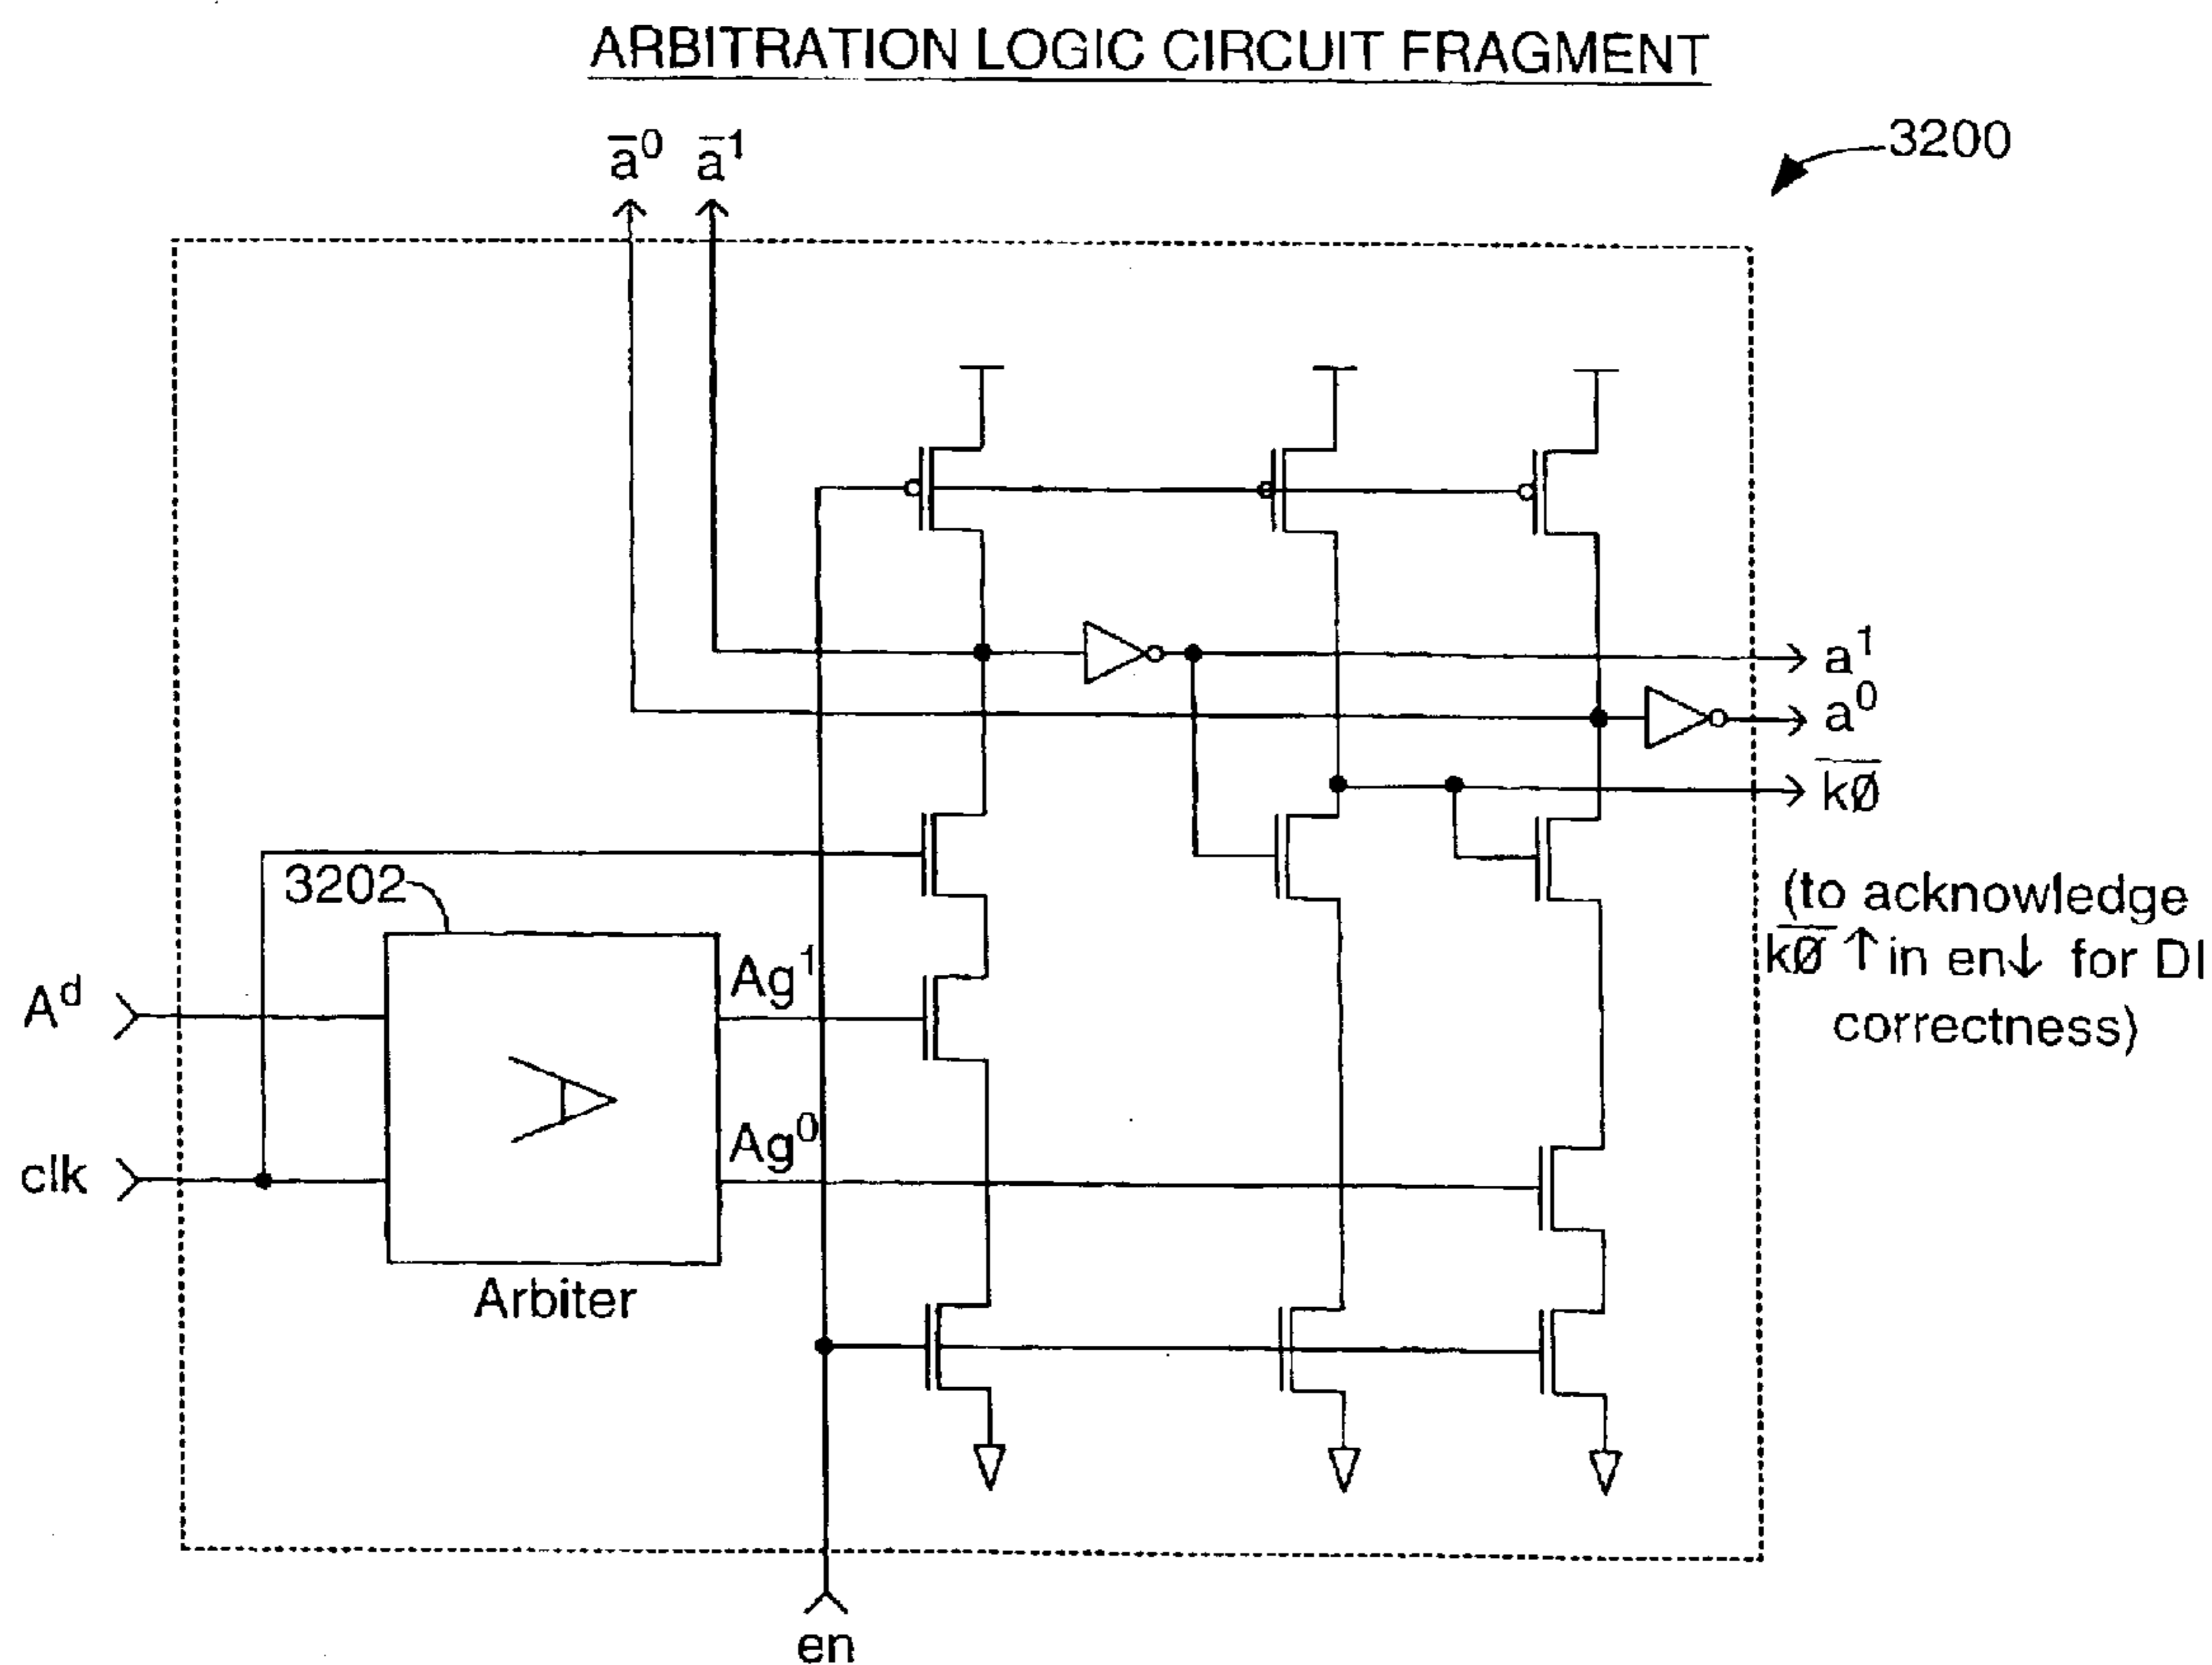 ARBITRATION LOGIC CIRCUIT FRAGMENT
a̅⁰ a̅¹
3200
a¹
a⁰
k̅Ø̅
3202
(to acknowledge
k̅Ø̅ ↑ in en↓ for DI
correctness)
Ag¹
Aᵈ
A
Ag⁰
clk
Arbiter
en